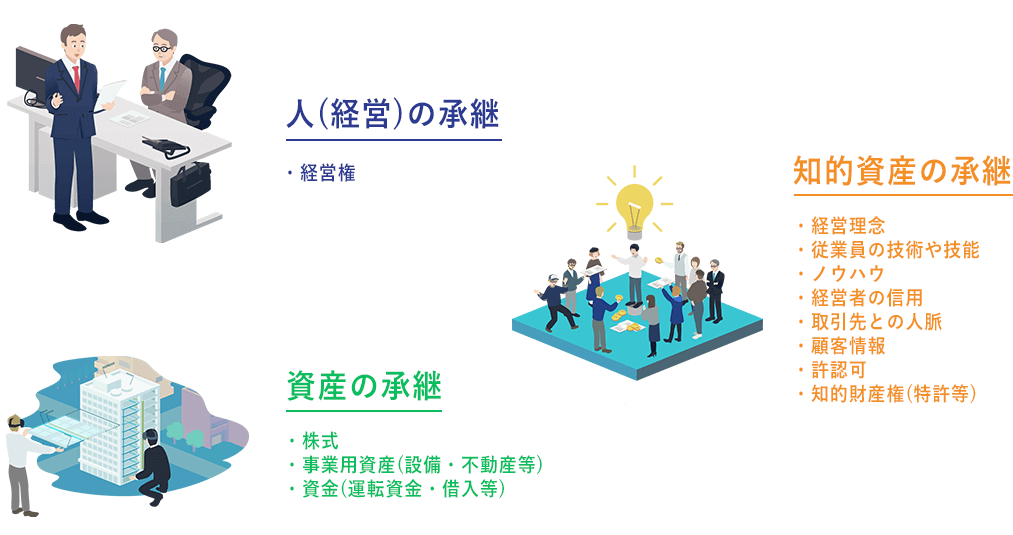 人(経営)の承継
・経営権
資産の承継
・株式
・事業用資産(設備・不動産等)
・資金(運転資金・借入等)
知的資産の承継
・経営理念
・従業員の技術や技能
・ノウハウ
・経営者の信用
・取引先との人脈
・顧客情報
・許認可
・知的財産権(特許等)